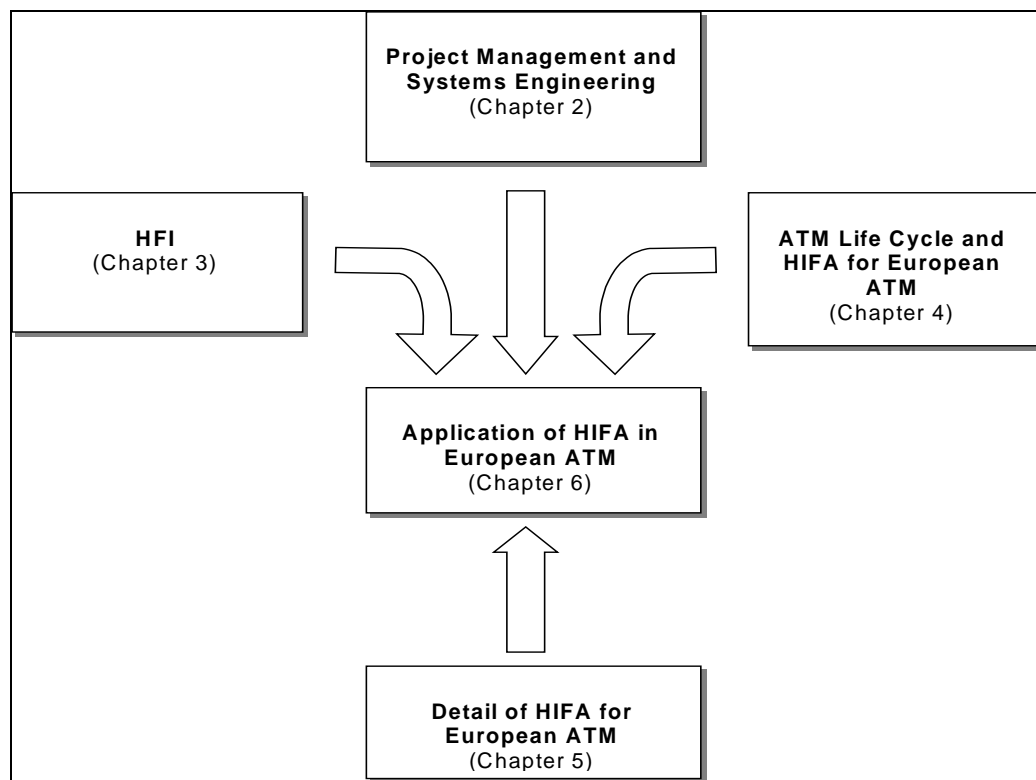 Project Management and
Systems Engineering
(Chapter 2)
HFI
(Chapter 3)
ATM Life Cycle and
HIFA for European
ATM
(Chapter 4)
Application of HIFA in
European ATM
(Chapter 6)
Detail of HIFA for
European ATM
(Chapter 5)